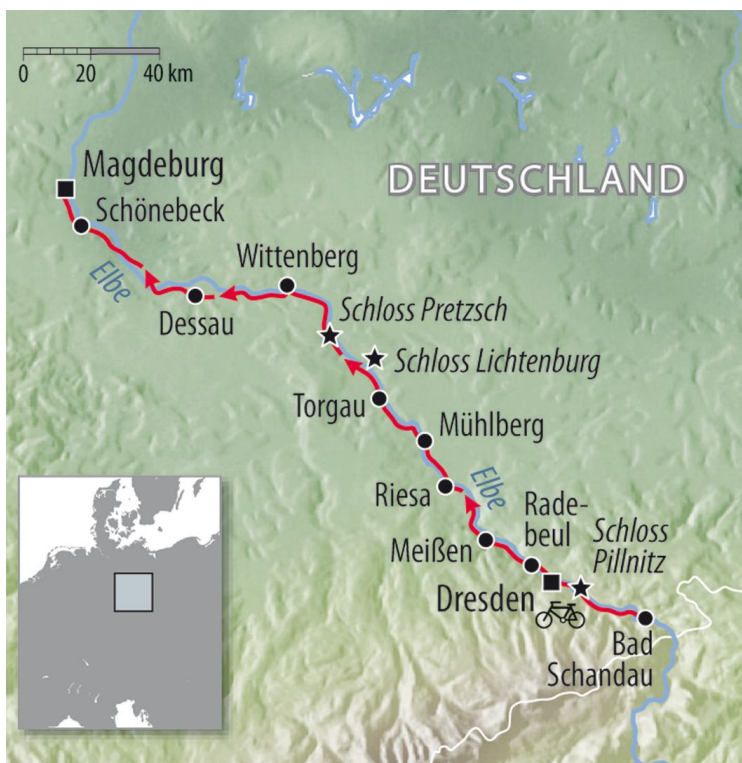 0 20 40 km
DEUTSCHLAND
Magdeburg
Schönebeck
Elbe
Wittenberg
Dessau
Schloss Pretzsch
Schloss Lichtenburg
Torgau
Mühlberg
Riesa
Elbe
Meißen
Rade-
beul
Schloss
Pillnitz
Dresden
Bad
Schandau